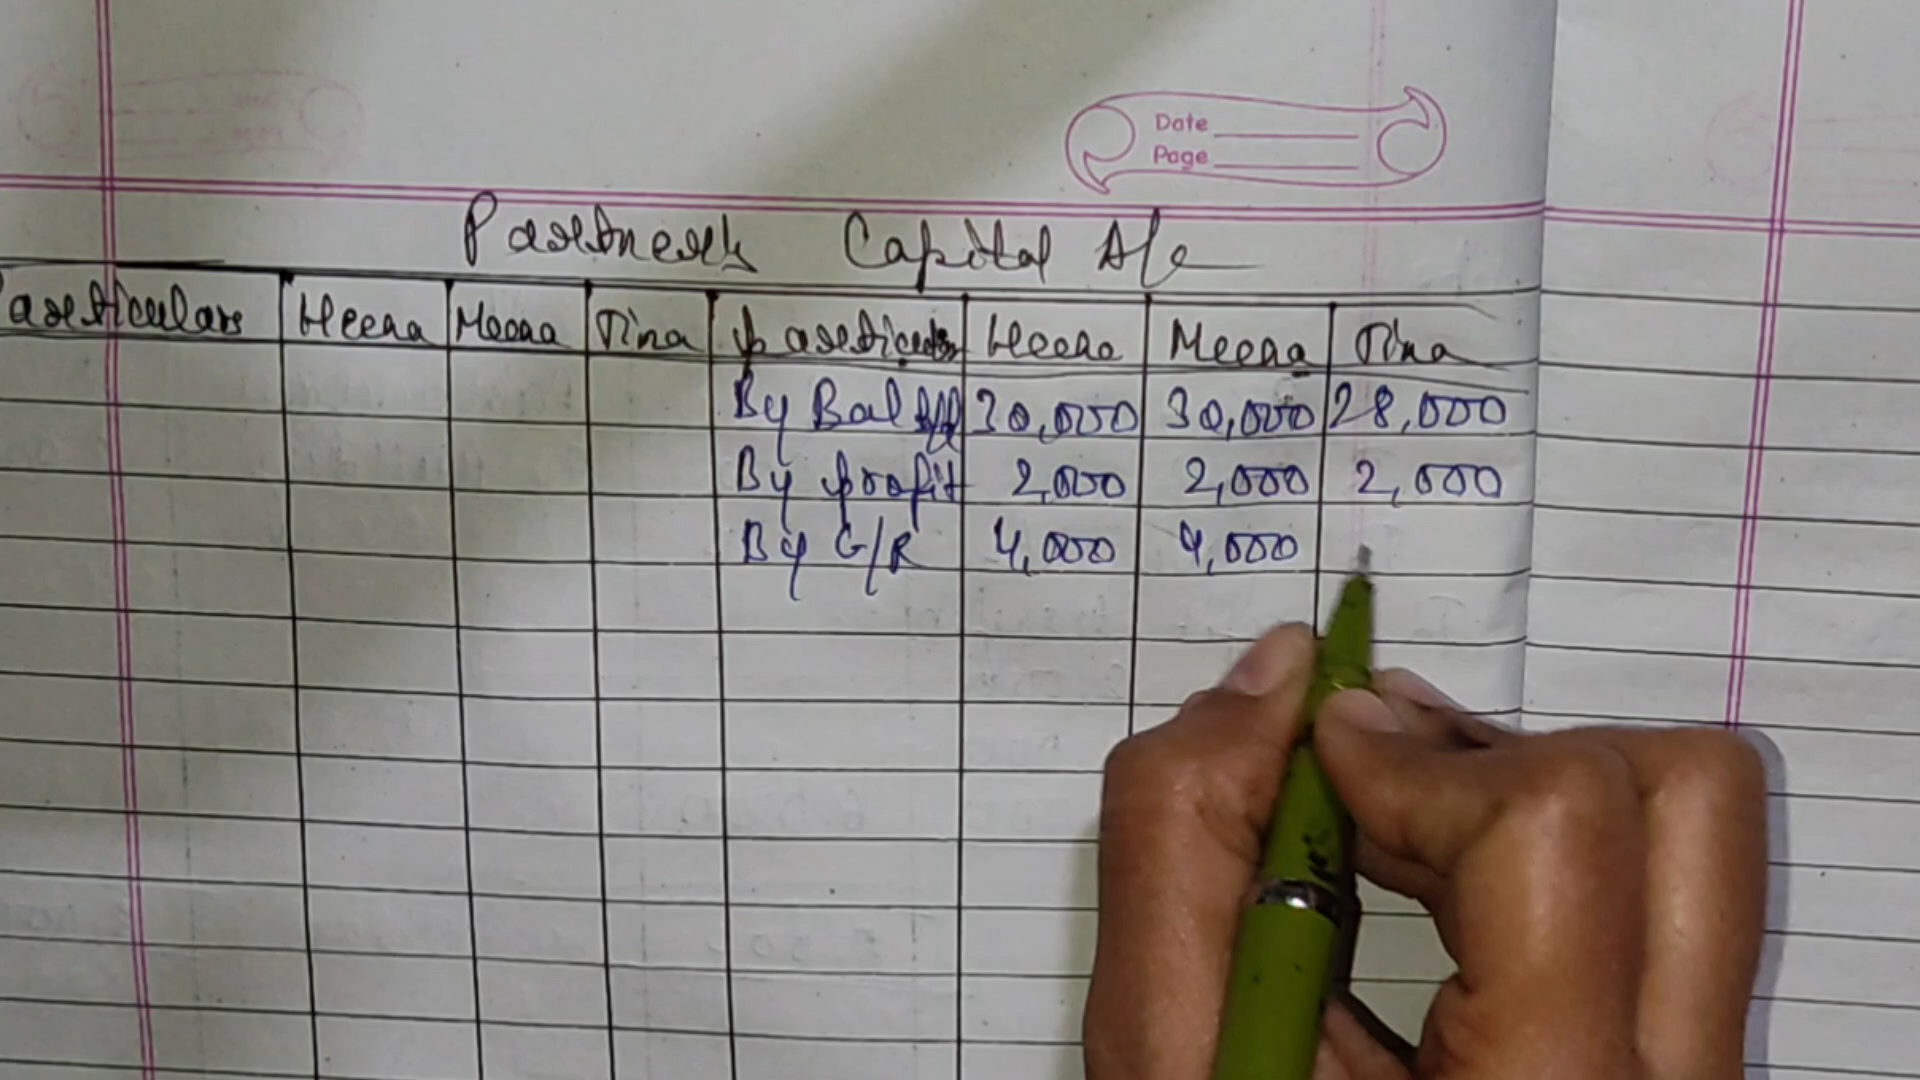 Date
Page
Partner's Capital A/c
Particulars Heena Meena Tina Particulars Heena Meena Tina
By Bal b/d 30,000 30,000 28,000
By profit 2,000 2,000 2,000
By G/R 4,000 4,000